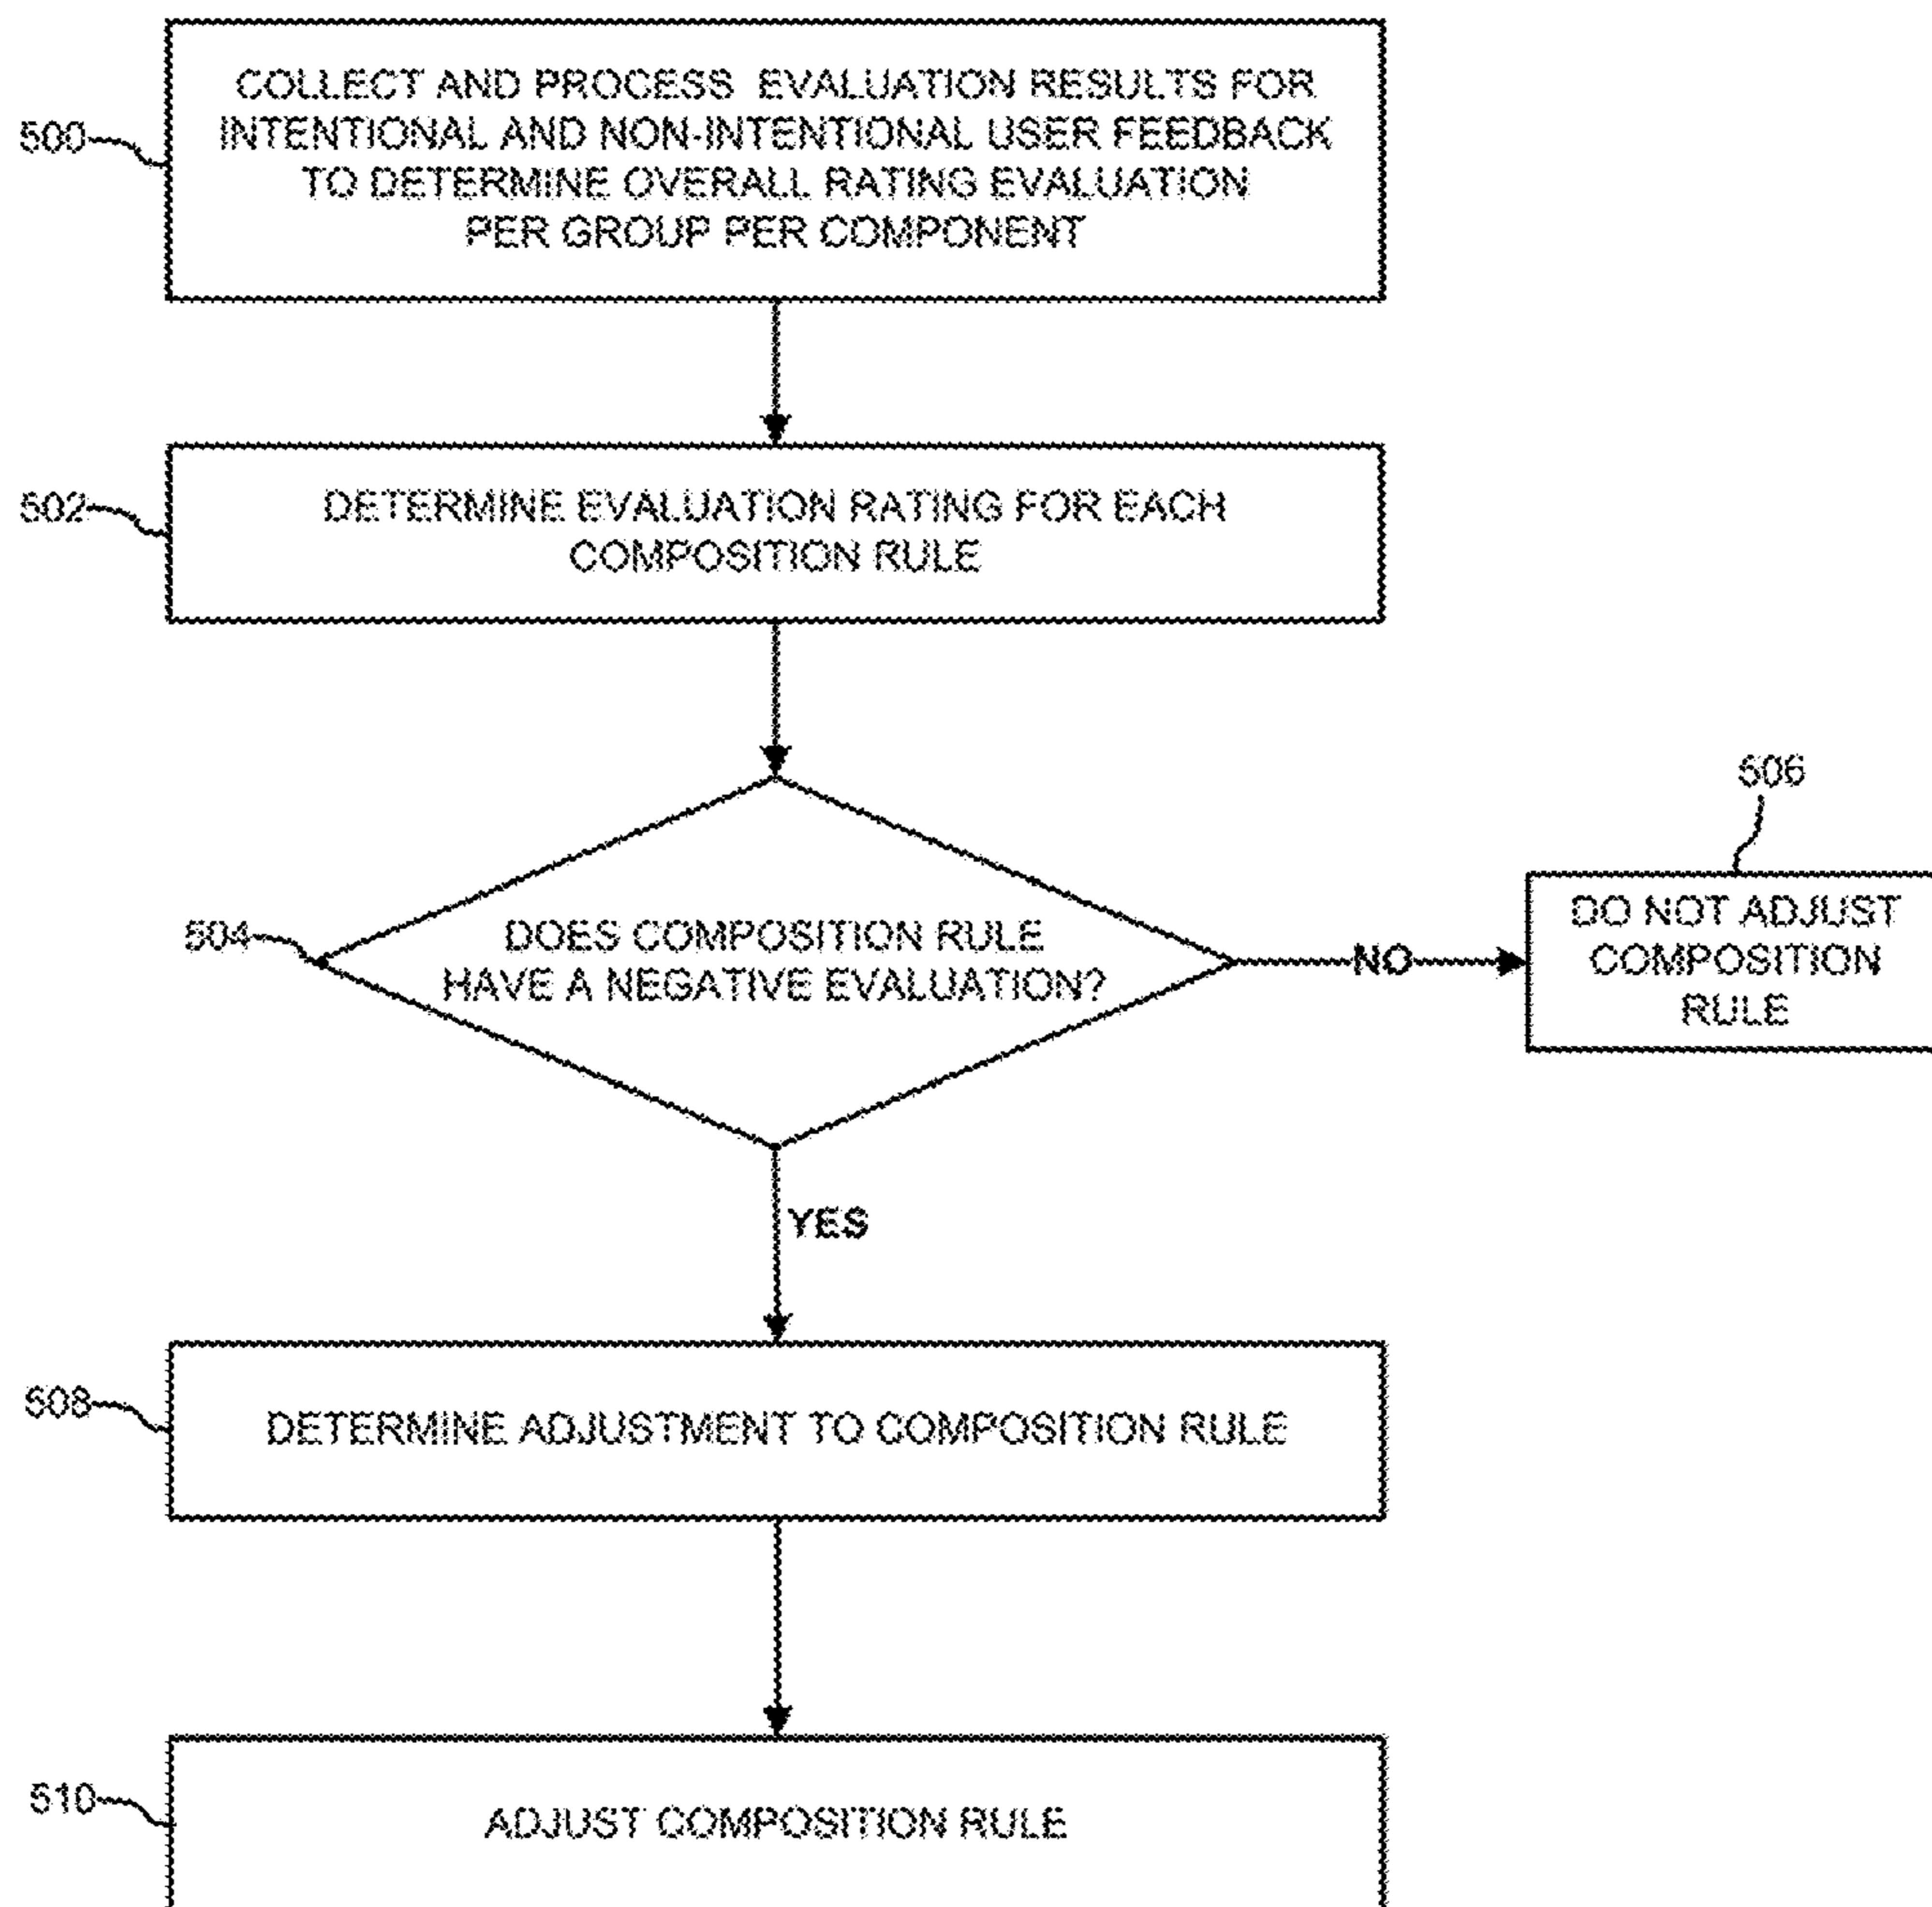 500
COLLECT AND PROCESS EVALUATION RESULTS FOR
INTENTIONAL AND NON-INTENTIONAL USER FEEDBACK
TO DETERMINE OVERALL RATING EVALUATION
PER GROUP PER COMPONENT
502
DETERMINE EVALUATION RATING FOR EACH
COMPOSITION RULE
504
DOES COMPOSITION RULE
HAVE A NEGATIVE EVALUATION?
NO
506
DO NOT ADJUST
COMPOSITION
RULE
YES
508
DETERMINE ADJUSTMENT TO COMPOSITION RULE
510
ADJUST COMPOSITION RULE